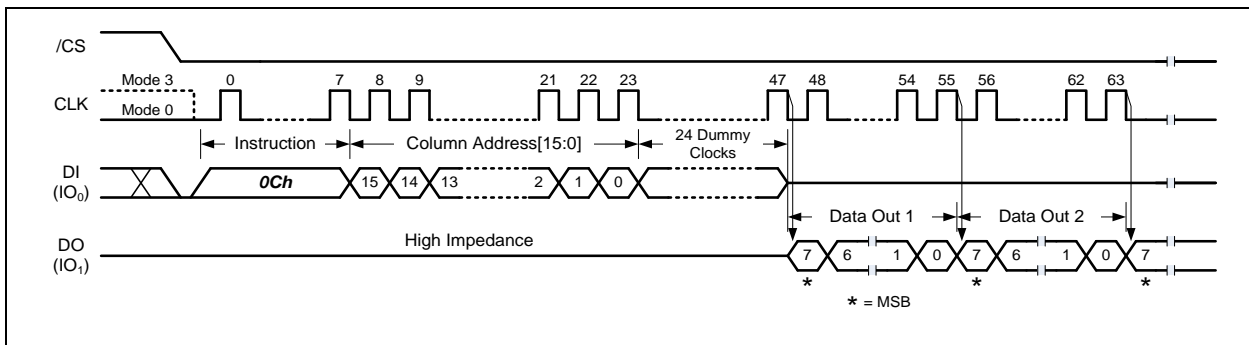 /CS
Mode 3
0 7 8 9 21 22 23 47 48 54 55 56 62 63
CLK
Mode 0
Instruction Column Address[15:0] 24 Dummy
Clocks
DI
(IO0)
0Ch 15 14 13 2 1 0
Data Out 1 Data Out 2
DO
(IO1)
High Impedance
7 6 1 0 7 6 1 0 7
* * *
* = MSB